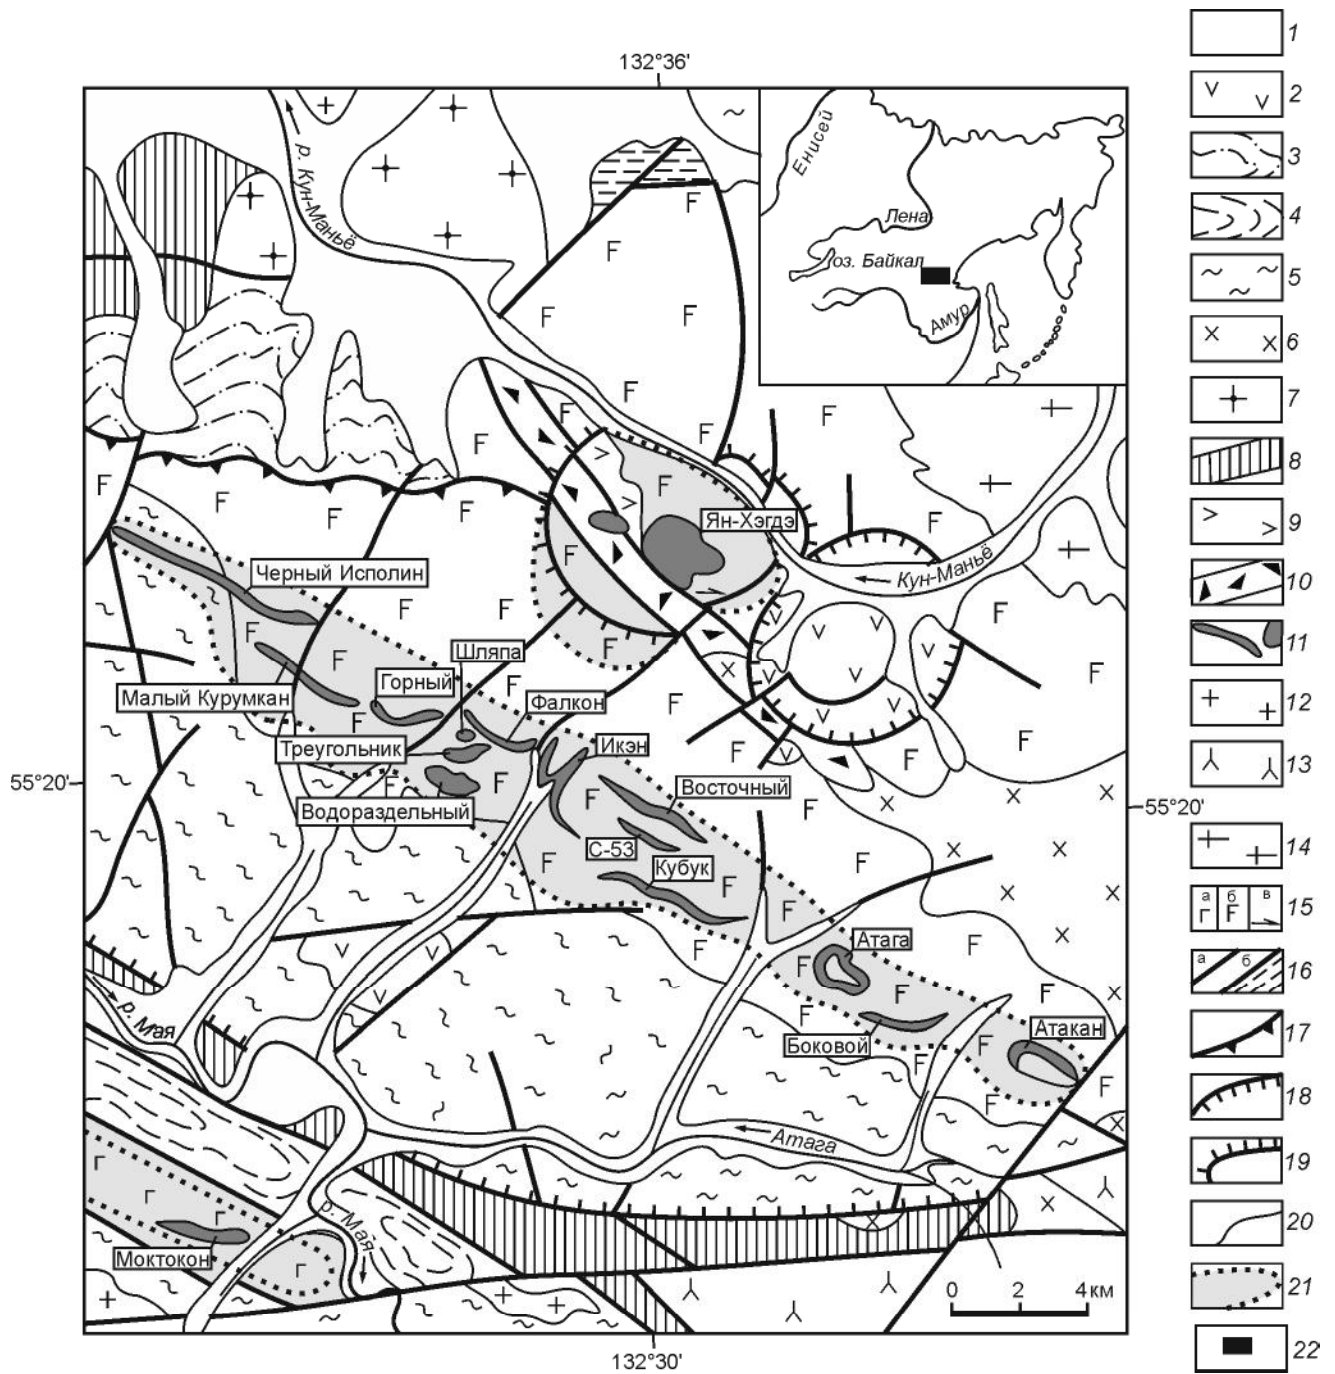 132°36'
р. Кун-Маньё
Енисей
Лена
оз. Байкал
Амур
Ян-Хэгдэ
Кун-Маньё
Черный Исполин
Шляпа
Горный
Малый Курумкан
Фалкон
Треугольник
Икэн
55°20'
Восточный
55°20'
Водораздельный
С-53
Кубук
Атага
р. Мая
Боковой
Атакан
Атага
р. Мая
Моктокон
0 2 4 км
132°30'
1
2
3
4
5
6
7
8
9
10
11
12
13
14
а б в 15
г F
а б 16
17
18
19
20
21
22